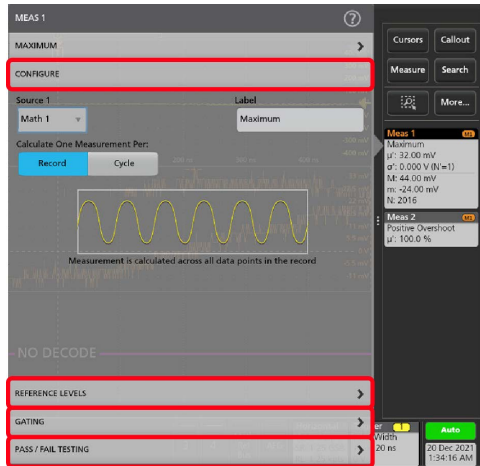 MEAS 1
?
MAXIMUM
CONFIGURE
Source 1
Label
Math 1
Maximum
Calculate One Measurement Per:
Record
Cycle
Measurement is calculated across all data points in the record
NO DECODE
REFERENCE LEVELS
GATING
PASS / FAIL TESTING
Cursors
Callout
Measure
Search
More...
Meas 1
M1
Maximum
μ': 32.00 mV
σ': 0.000 V (N'=1)
M: 44.00 mV
m: -24.00 mV
N: 2016
Meas 2
M1
Positive Overshoot
μ': 100.0 %
er
Width
20 ns
Auto
20 Dec 2021
1:34:16 AM